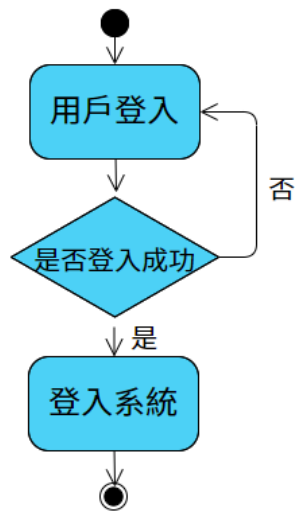 用戶登入
否
是否登入成功
是
登入系統